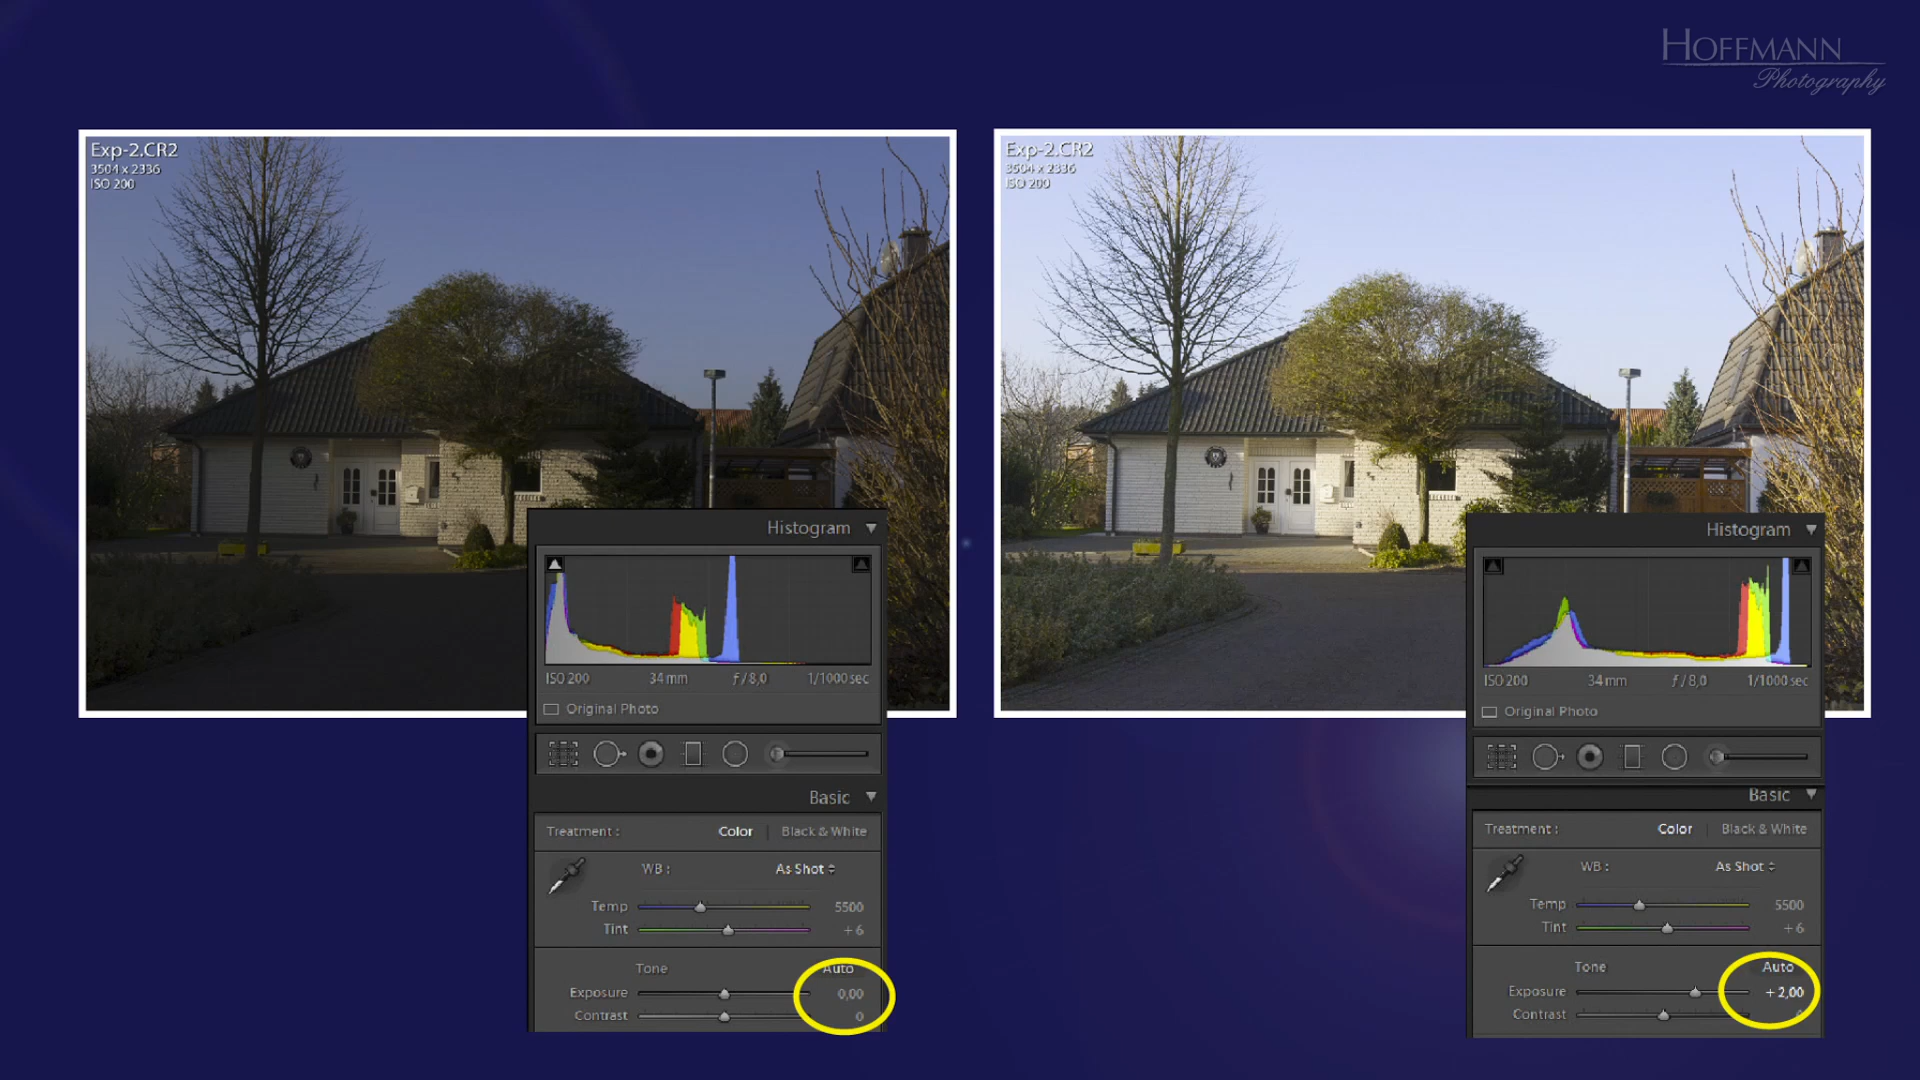 HOFFMANN
Photography
Exp-2.CR2
3504 x 2336
ISO 200
Exp-2.CR2
3504 x 2336
ISO 200
Histogram
ISO 200 34 mm ƒ / 8,0 1/1000 sec
Original Photo
Basic
Treatment : Color Black & White
WB : As Shot
Temp 5500
Tint + 6
Tone Auto
Exposure 0,00
Contrast 0
Histogram
ISO 200 34 mm ƒ / 8,0 1/1000 sec
Original Photo
Basic
Treatment : Color Black & White
WB : As Shot
Temp 5500
Tint + 6
Tone Auto
Exposure + 2,00
Contrast